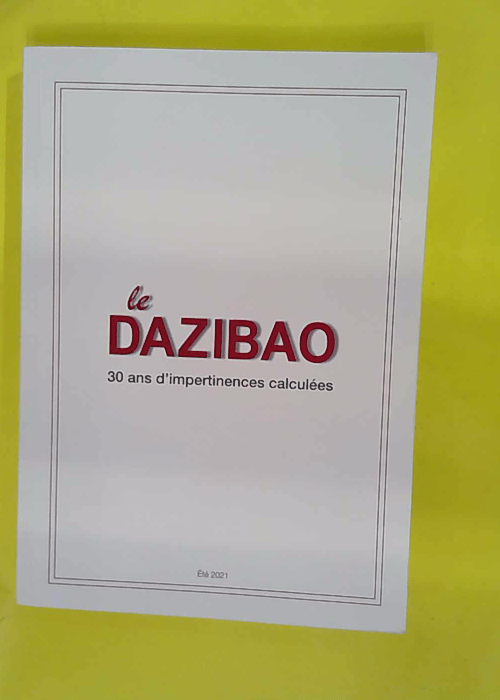 le
DAZIBAO
30 ans d'impertinences calculées
Été 2021